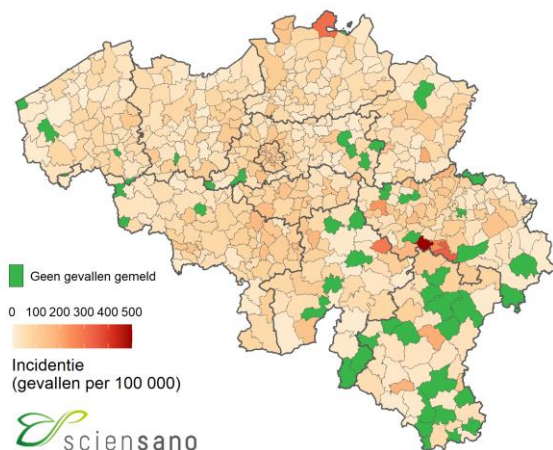 Geen gevallen gemeld
0 100 200 300 400 500
Incidentie
(gevallen per 100 000)
sciensano